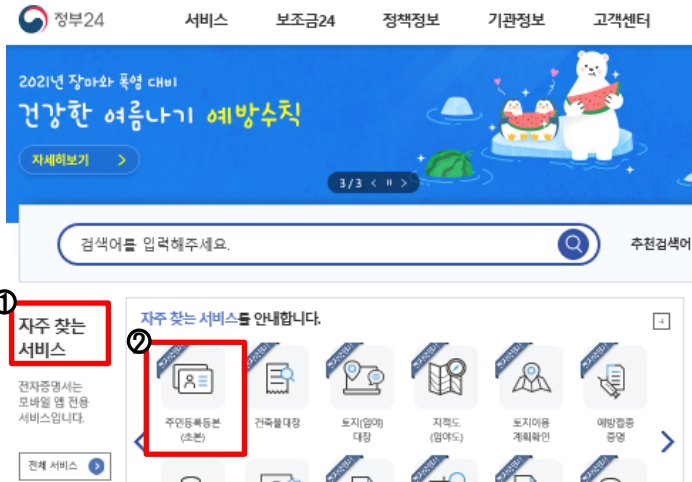 정부24
서비스 보조금24 정책정보 기관정보 고객센터
2021년 장마와 폭염 대비
건강한 여름나기 예방수칙
자세히보기 >
3/3 < II >
검색어를 입력해주세요.
추천검색어
①
자주 찾는
서비스
전자증명서는
모바일 앱 전용
서비스입니다.
전체 서비스
자주 찾는 서비스를 안내합니다.
②
주민등록등본
(초본)
건축물대장
토지(임야)
대장
지적도
(임야도)
토지이용
계획확인
예방접종
증명